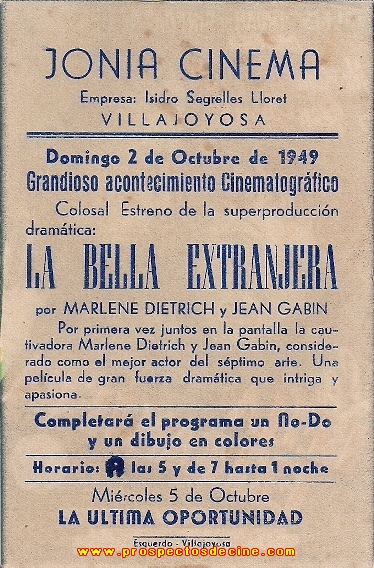 JONIA CINEMA
Empresa: Isidro Segrelles Lloret
VILLAJOYOSA
Domingo 2 de Octubre de 1949
Grandioso acontecimiento Cinematográfico
Colosal Estreno de la superproducción
dramática:
LA BELLA EXTRANJERA
por MARLENE DIETRICH y JEAN GABIN
Por primera vez juntos en la pantalla la cau-
tivadora Marlene Dietrich y Jean Gabin, conside-
rado como el mejor actor del séptimo arte. Una
película de gran fuerza dramática que intriga y
apasiona.
Completará el programa un No-Do
y un dibujo en colores
Horario: A las 5 y de 7 hasta 1 noche
Miércoles 5 de Octubre
LA ULTIMA OPORTUNIDAD
Esquerdo - Villajoyosa
www.prospectosdecine.com